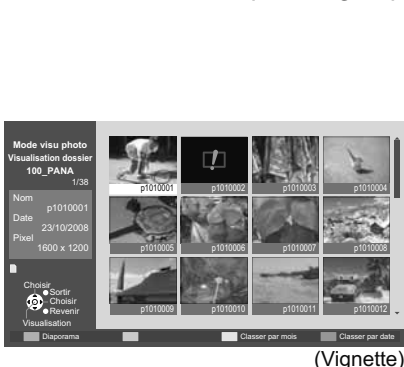 Mode visu photo
Visualisation dossier
100_PANA
1/38
Nom
p1010001
Date
23/10/2008
Pixel
1600 x 1200
Choisir
Sortir
Choisir
Revenir
Visualisation
p1010001 p1010002 p1010003 p1010004
p1010005 p1010006 p1010007 p1010008
p1010009 p1010010 p1010011 p1010012
Diaporama Classer par mois Classer par date
(Vignette)